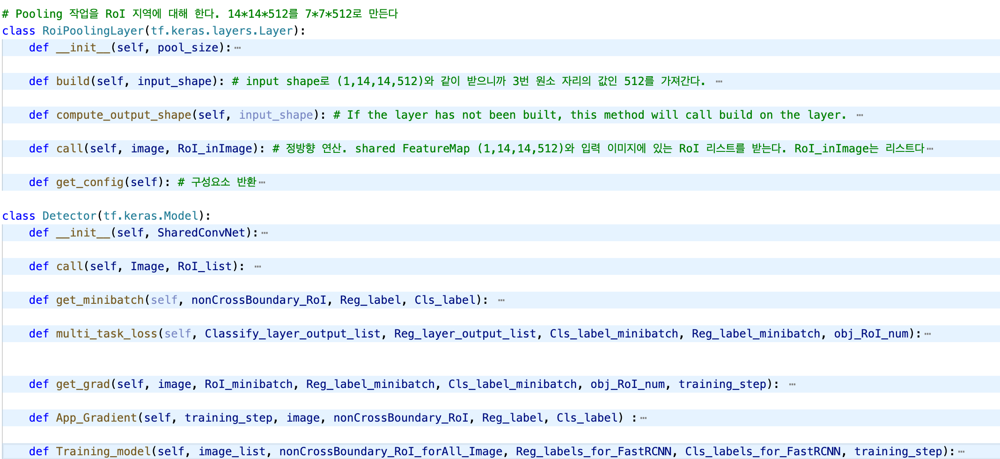 # Pooling 작업을 RoI 지역에 대해 한다. 14*14*512를 7*7*512로 만든다
class RoiPoolingLayer(tf.keras.layers.Layer):
    def __init__(self, pool_size):⋯
    def build(self, input_shape): # input shape로 (1,14,14,512)와 같이 받으니까 3번 원소 자리의 값인 512를 가져간다. ⋯
    def compute_output_shape(self, input_shape): # If the layer has not been built, this method will call build on the layer. ⋯
    def call(self, image, RoI_inImage): # 정방향 연산. shared FeatureMap (1,14,14,512)와 입력 이미지에 있는 RoI 리스트를 받는다. RoI_inImage는 리스트다⋯
    def get_config(self): # 구성요소 반환⋯
class Detector(tf.keras.Model):
    def __init__(self, SharedConvNet):⋯
    def call(self, Image, RoI_list): ⋯
    def get_minibatch(self, nonCrossBoundary_RoI, Reg_label, Cls_label): ⋯
    def multi_task_loss(self, Classify_layer_output_list, Reg_layer_output_list, Cls_label_minibatch, Reg_label_minibatch, obj_RoI_num):⋯
    def get_grad(self, image, RoI_minibatch, Reg_label_minibatch, Cls_label_minibatch, obj_RoI_num, training_step): ⋯
    def App_Gradient(self, training_step, image, nonCrossBoundary_RoI, Reg_label, Cls_label) :⋯
    def Training_model(self, image_list, nonCrossBoundary_RoI_forAll_Image, Reg_labels_for_FastRCNN, Cls_labels_for_FastRCNN, training_step):⋯